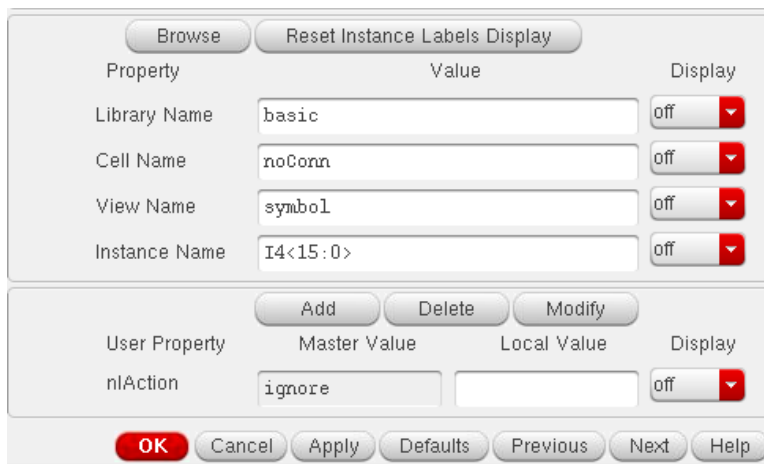 Browse Reset Instance Labels Display
Property Value Display
Library Name basic off
Cell Name noConn off
View Name symbol off
Instance Name I4<15:0> off
Add Delete Modify
User Property Master Value Local Value Display
nlAction ignore off
OK Cancel Apply Defaults Previous Next Help